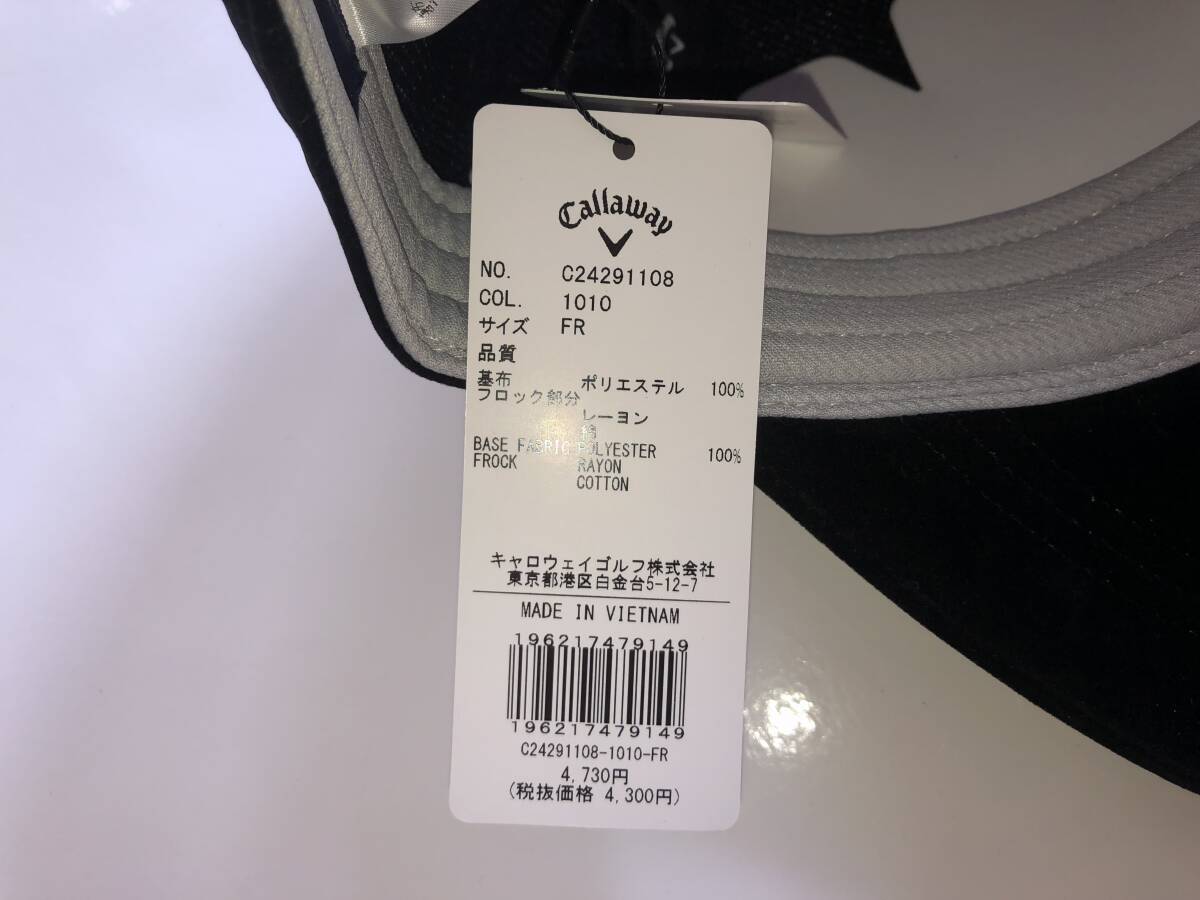 Callaway
NO. C24291108
COL. 1010
サイズ FR
品質
基布 ポリエステル 100%
フロック部分
レーヨン
綿
BASE FABRIC POLYESTER 100%
FROCK RAYON
COTTON
キャロウェイゴルフ株式会社
東京都港区白金台5-12-7
MADE IN VIETNAM
196217479149
196217479149
C24291108-1010-FR
4,730円
(税抜価格 4,300円)